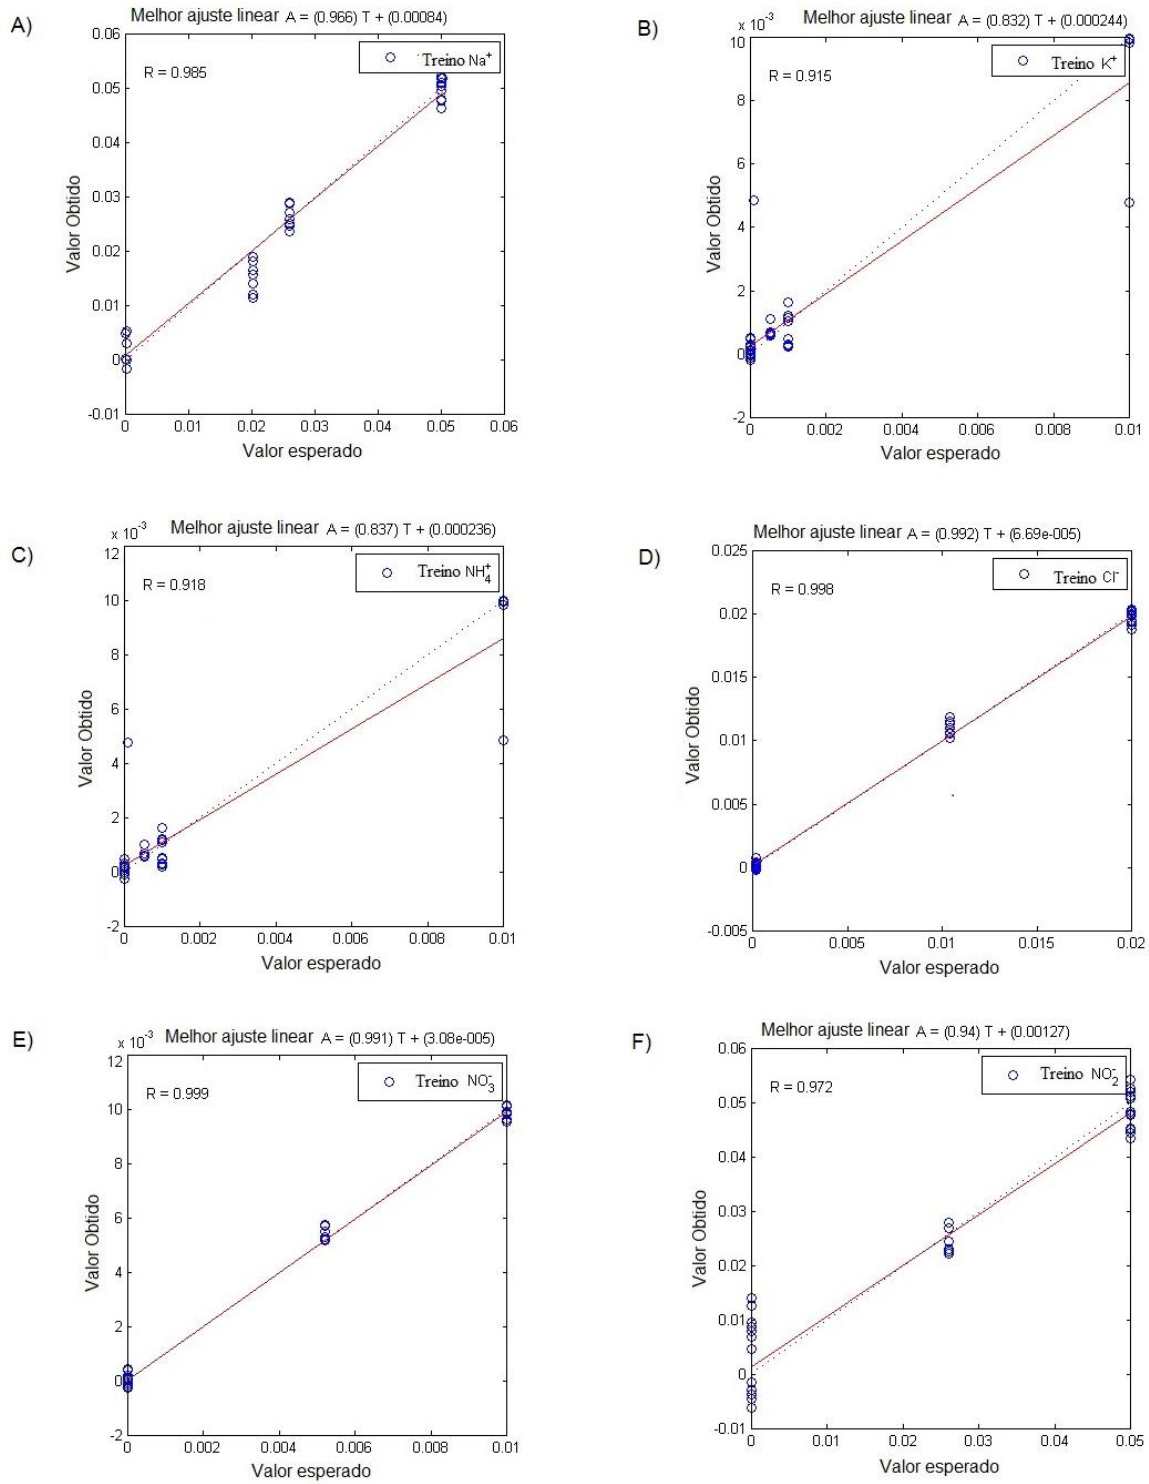 A)
Melhor ajuste linear A = (0.966) T + (0.00084)
R = 0.985
Treino Na⁺
0.06
0.05
0.04
0.03
0.02
0.01
0
-0.01
Valor Obtido
0 0.01 0.02 0.03 0.04 0.05 0.06
Valor esperado
B)
Melhor ajuste linear A = (0.832) T + (0.000244)
x 10⁻³
R = 0.915
Treino K⁺
10
8
6
4
2
0
-2
Valor Obtido
0 0.002 0.004 0.006 0.008 0.01
Valor esperado
C)
Melhor ajuste linear A = (0.837) T + (0.000236)
x 10⁻³
R = 0.918
Treino NH₄⁺
12
10
8
6
4
2
0
-2
Valor Obtido
0 0.002 0.004 0.006 0.008 0.01
Valor esperado
D)
Melhor ajuste linear A = (0.992) T + (6.69e-005)
R = 0.998
Treino Cl⁻
0.025
0.02
0.015
0.01
0.005
0
-0.005
Valor Obtido
0 0.005 0.01 0.015 0.02
Valor esperado
E)
Melhor ajuste linear A = (0.991) T + (3.08e-005)
x 10⁻³
R = 0.999
Treino NO₃⁻
12
10
8
6
4
2
0
-2
Valor Obtido
0 0.002 0.004 0.006 0.008 0.01
Valor esperado
F)
Melhor ajuste linear A = (0.94) T + (0.00127)
R = 0.972
Treino NO₂⁻
0.06
0.05
0.04
0.03
0.02
0.01
0
-0.01
Valor Obtido
0 0.01 0.02 0.03 0.04 0.05
Valor esperado